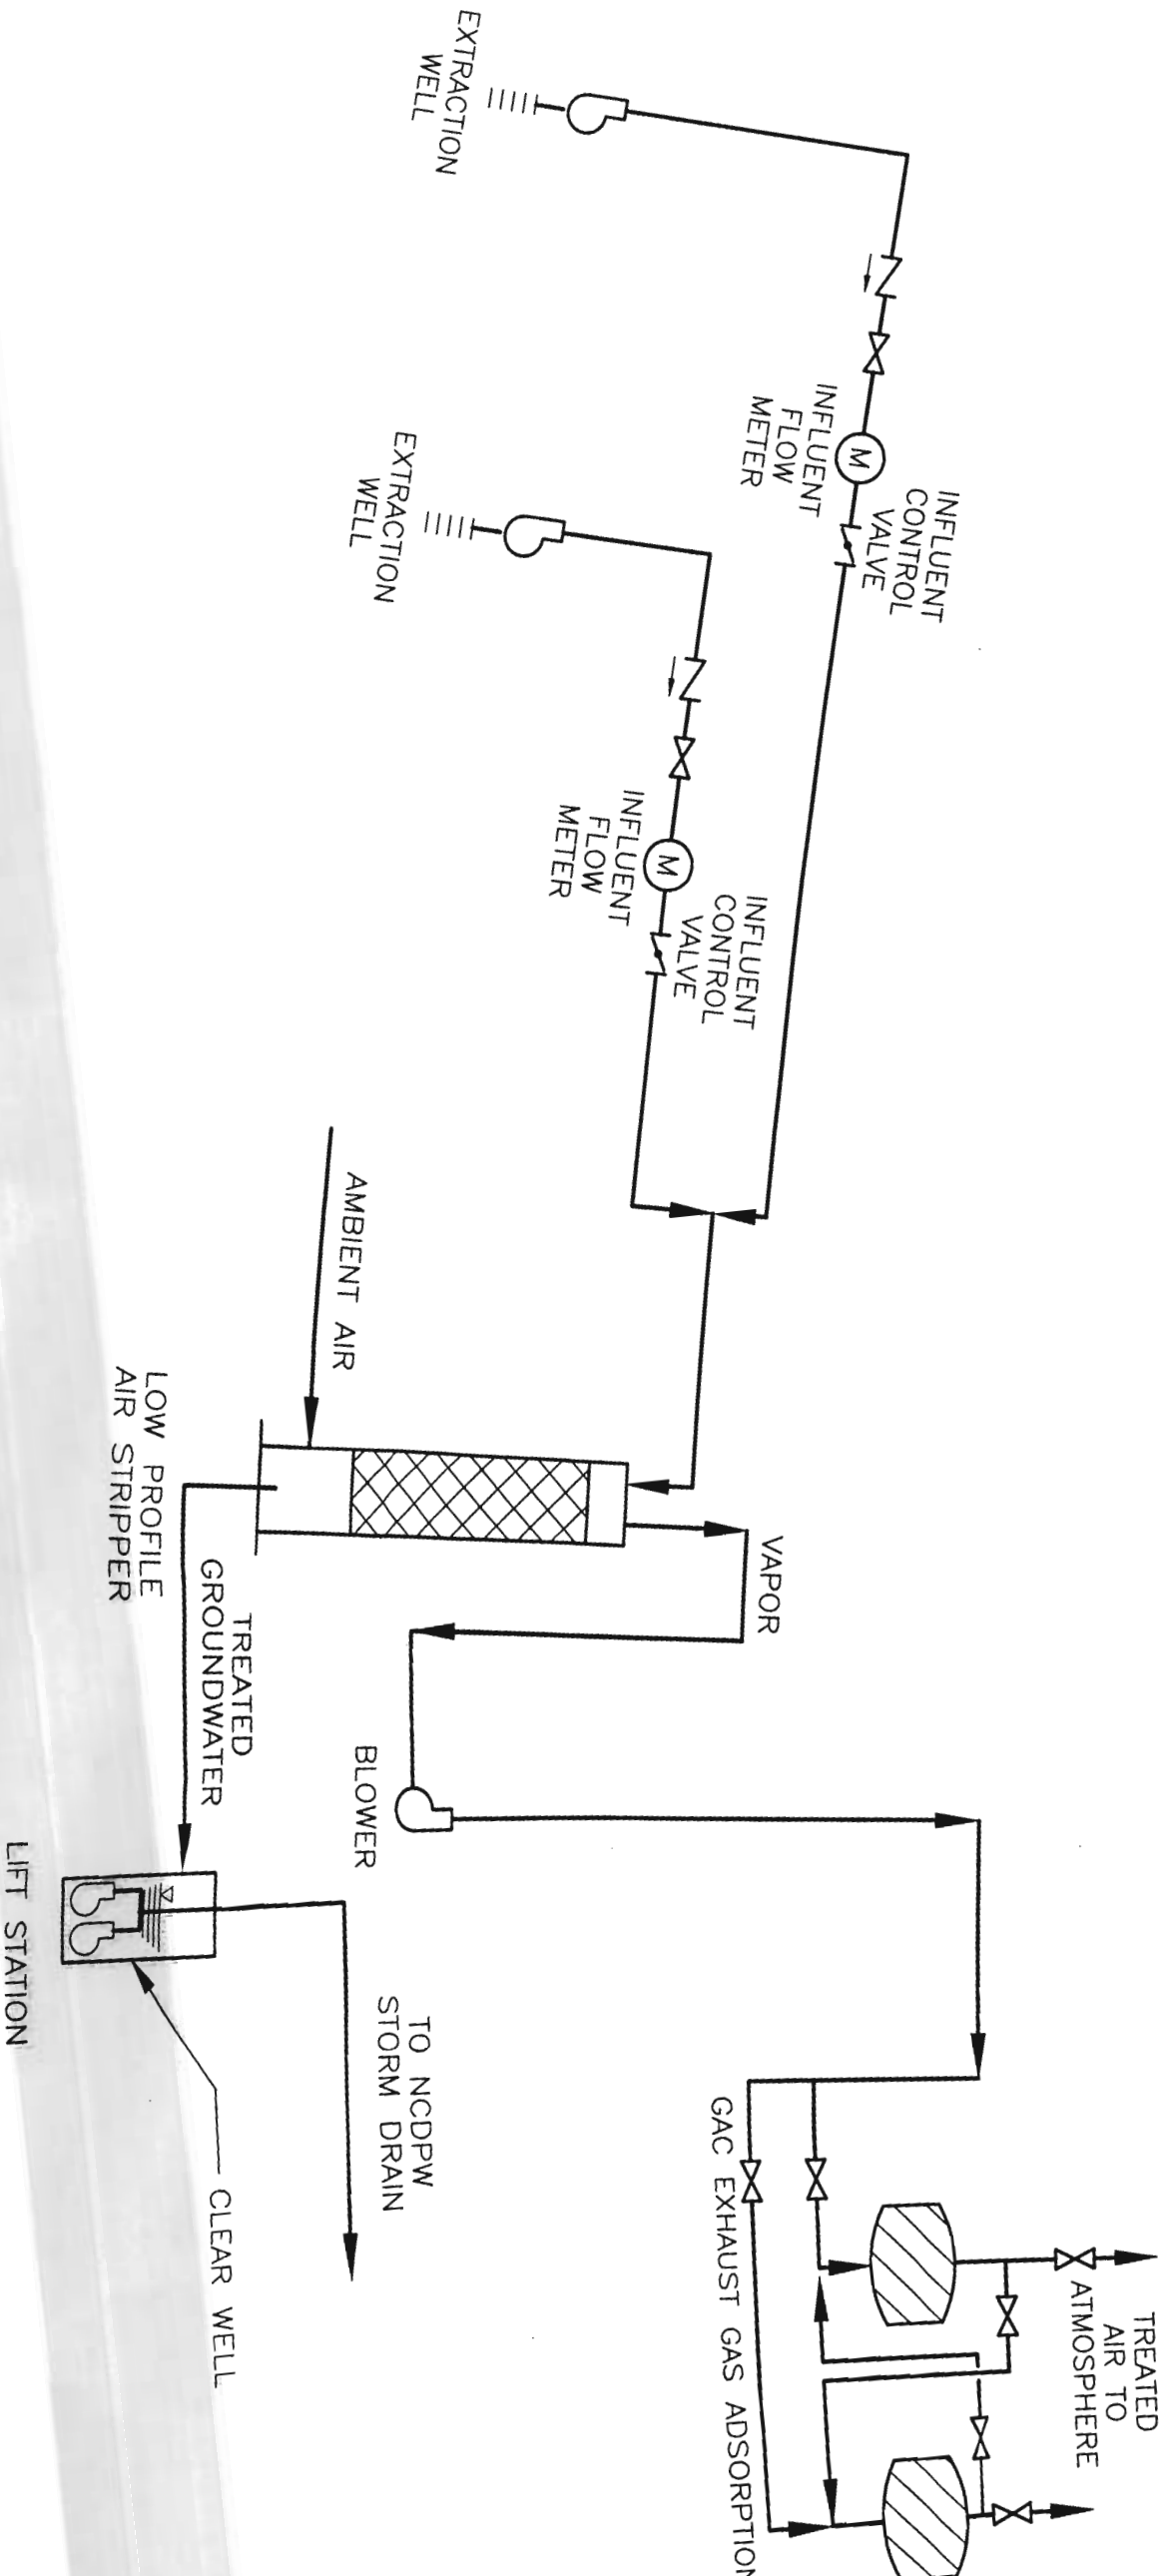 EXTRACTION
WELL
INFLUENT
FLOW
METER
M
INFLUENT
CONTROL
VALVE
EXTRACTION
WELL
INFLUENT
FLOW
METER
M
INFLUENT
CONTROL
VALVE
AMBIENT AIR
LOW PROFILE
AIR STRIPPER
VAPOR
TREATED
GROUNDWATER
BLOWER
LIFT STATION
TO NCDPW
STORM DRAIN
CLEAR WELL
GAC EXHAUST GAS ADSORPTION
TREATED
AIR TO
ATMOSPHERE